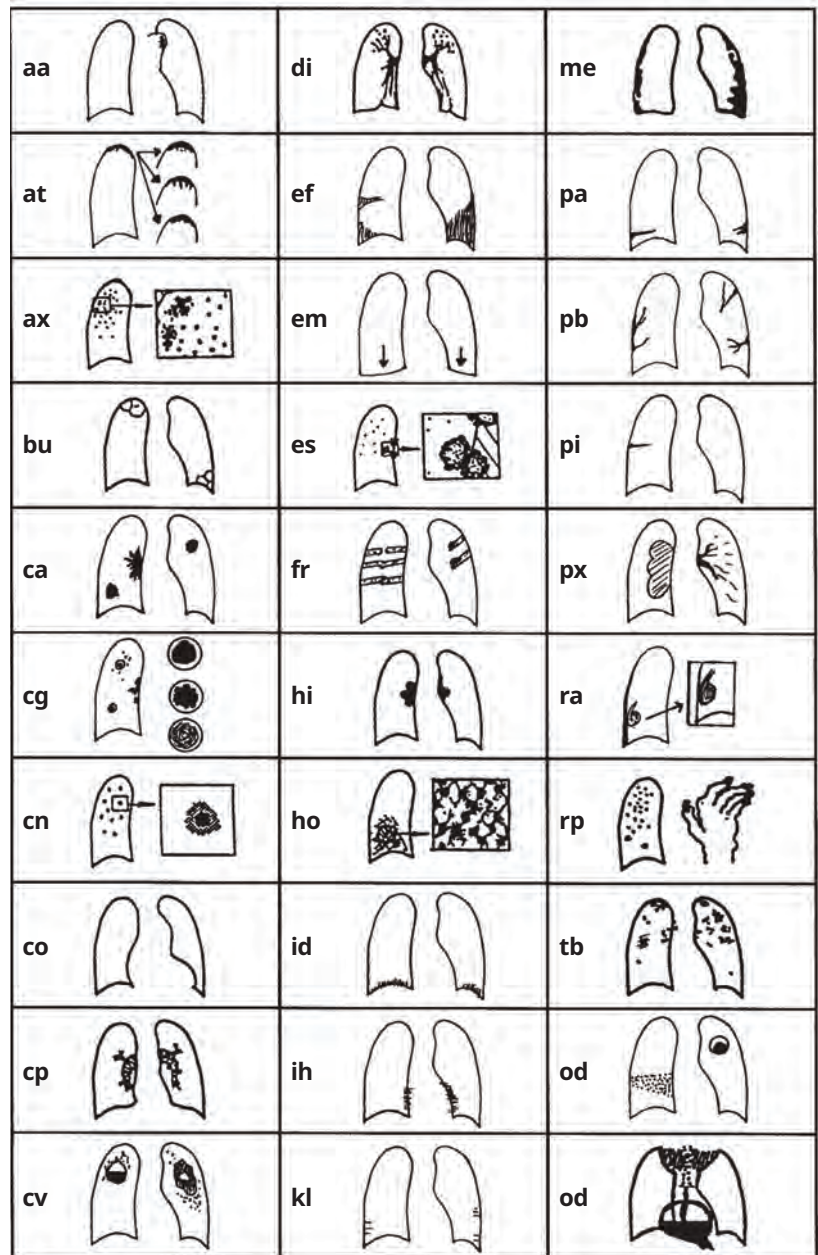 aa di me
at ef pa
ax em pb
bu es pi
ca fr px
cg hi ra
cn ho rp
co id tb
cp ih od
cv kl od